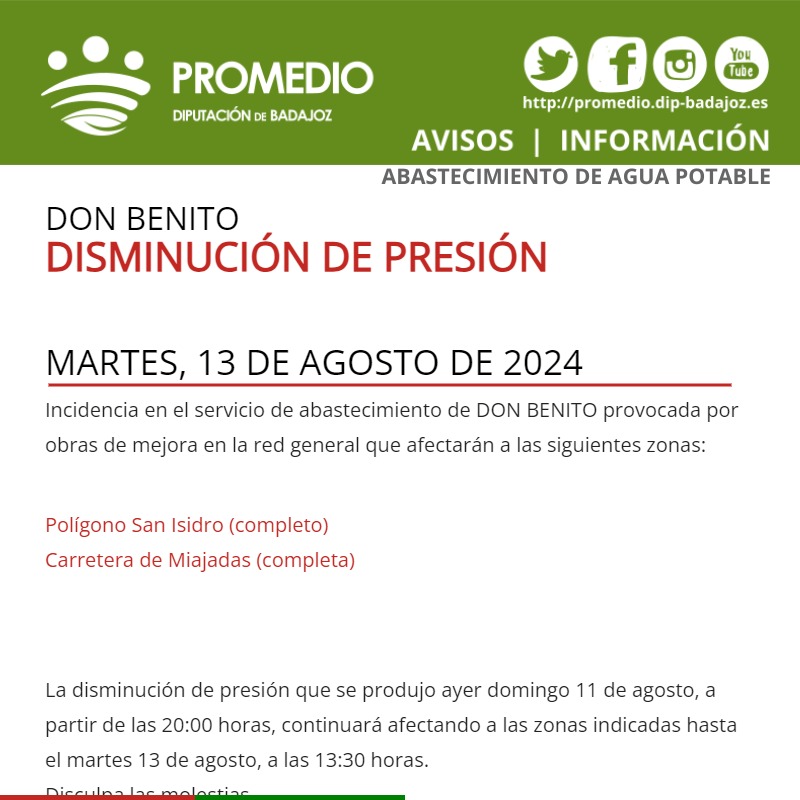 PROMEDIO
DIPUTACIÓN DE BADAJOZ
You
Tube
http://promedio.dip-badajoz.es
AVISOS | INFORMACIÓN
ABASTECIMIENTO DE AGUA POTABLE
DON BENITO
DISMINUCIÓN DE PRESIÓN
MARTES, 13 DE AGOSTO DE 2024
Incidencia en el servicio de abastecimiento de DON BENITO provocada por
obras de mejora en la red general que afectarán a las siguientes zonas:
Polígono San Isidro (completo)
Carretera de Miajadas (completa)
La disminución de presión que se produjo ayer domingo 11 de agosto, a
partir de las 20:00 horas, continuará afectando a las zonas indicadas hasta
el martes 13 de agosto, a las 13:30 horas.
Disculpa las molestias